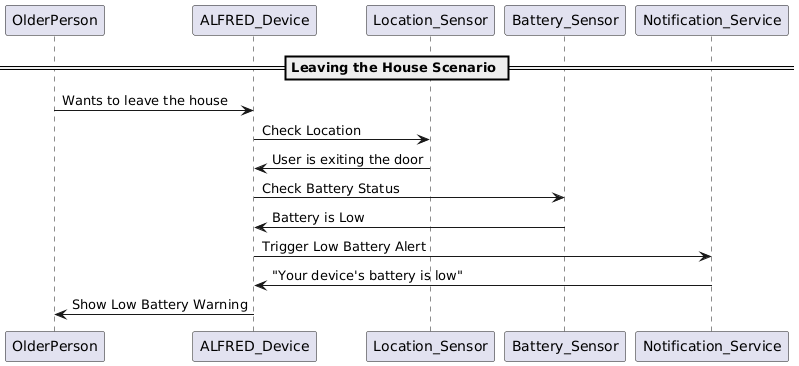 OlderPerson
ALFRED_Device
Location_Sensor
Battery_Sensor
Notification_Service
Leaving the House Scenario
Wants to leave the house
Check Location
User is exiting the door
Check Battery Status
Battery is Low
Trigger Low Battery Alert
"Your device's battery is low"
Show Low Battery Warning
OlderPerson
ALFRED_Device
Location_Sensor
Battery_Sensor
Notification_Service